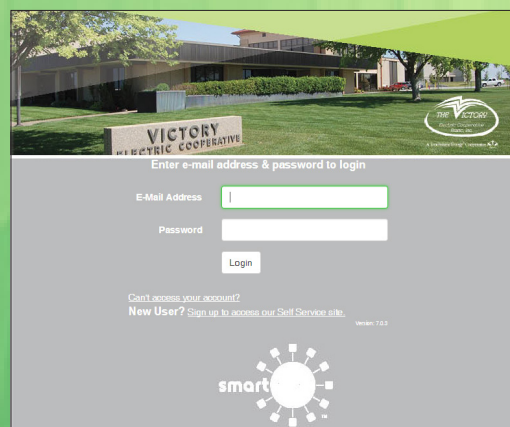 THE VICTORY
Electric Cooperative
VICTORY
ELECTRIC COOPERATIVE
Enter e-mail address & password to login
E-Mail Address
Password
Login
Can't access your account?
New User? Sign up to access our Self Service site.
Version: 7.0.3
smart
TM